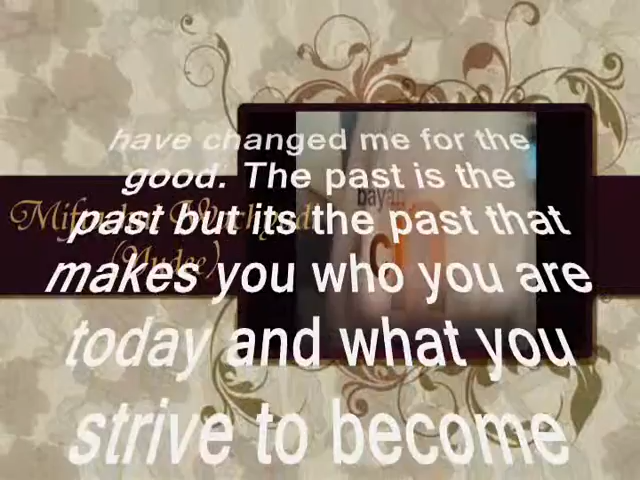 have changed me for the
good. The past is the
past but its the past that
makes you who you are
today and what you
strive to become
bayan